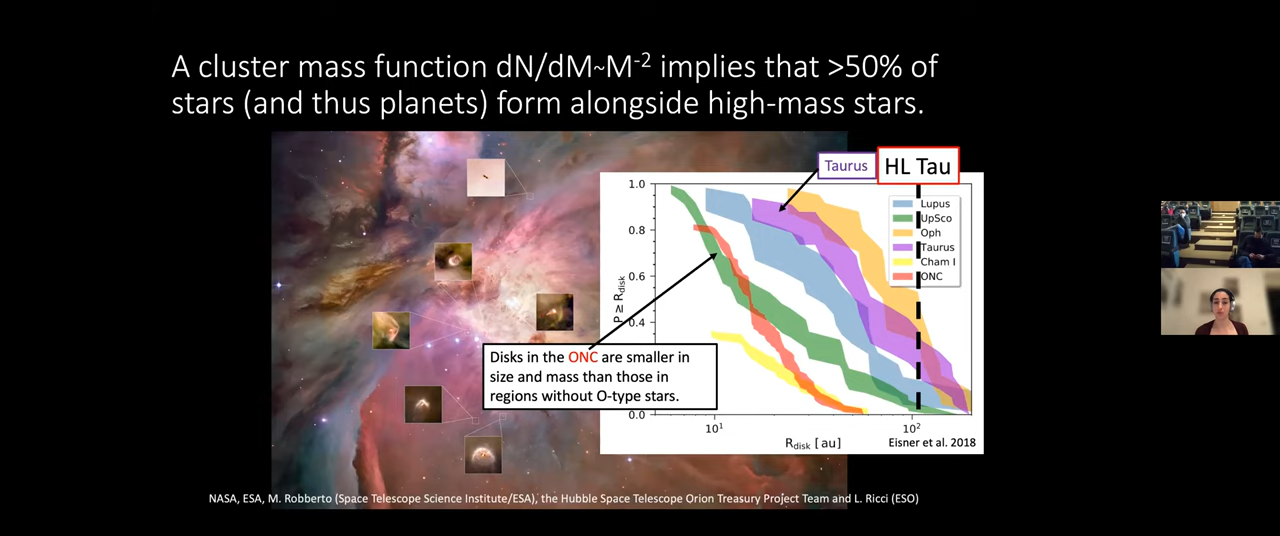 A cluster mass function dN/dM~M⁻² implies that >50% of
stars (and thus planets) form alongside high-mass stars.
Taurus
HL Tau
1.0
0.8
0.6
0.4
0.0
P ≥ Rdisk
Lupus
UpSco
Oph
Taurus
Cham I
ONC
Disks in the ONC are smaller in
size and mass than those in
regions without O-type stars.
10¹
10²
Rdisk [au]
Eisner et al. 2018
NASA, ESA, M. Robberto (Space Telescope Science Institute/ESA), the Hubble Space Telescope Orion Treasury Project Team and L. Ricci (ESO)